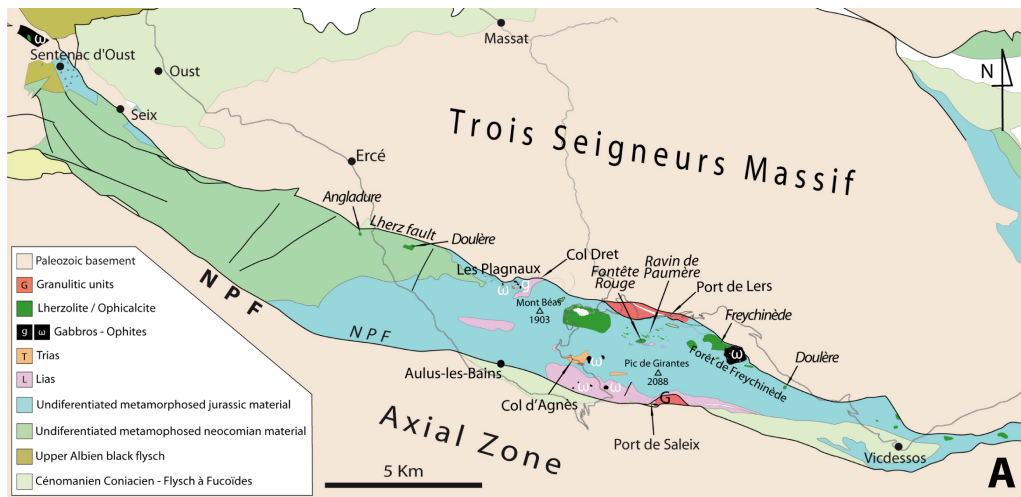 Massat
Sentenac d'Oust
ω
Oust
N
Seix
Trois Seigneurs Massif
Ercé
Angladure
Lherz fault
Doulère
Col Dret
Les Plagnaux
Fontête
Rouge
Ravin de
Paumère
Port de Lers
ω
g
Mont Béas
1903
Freychinède
NPF
NPF
ω
Doulère
Forêt de Freychinède
Pic de Girantes
2088
ω
Aulus-les-Bains
ω
ω
G
Col d'Agnès
Port de Saleix
Axial Zone
Vicdessos
5 Km
A
Paleozoic basement
G Granulitic units
Lherzolite / Ophicalcite
g ω Gabbros - Ophites
T Trias
L Lias
Undiferentiated metamorphosed jurassic material
Undiferentiated metamorphosed neocomian material
Upper Albien black flysch
Cénomanien Coniacien - Flysch à Fucoïdes